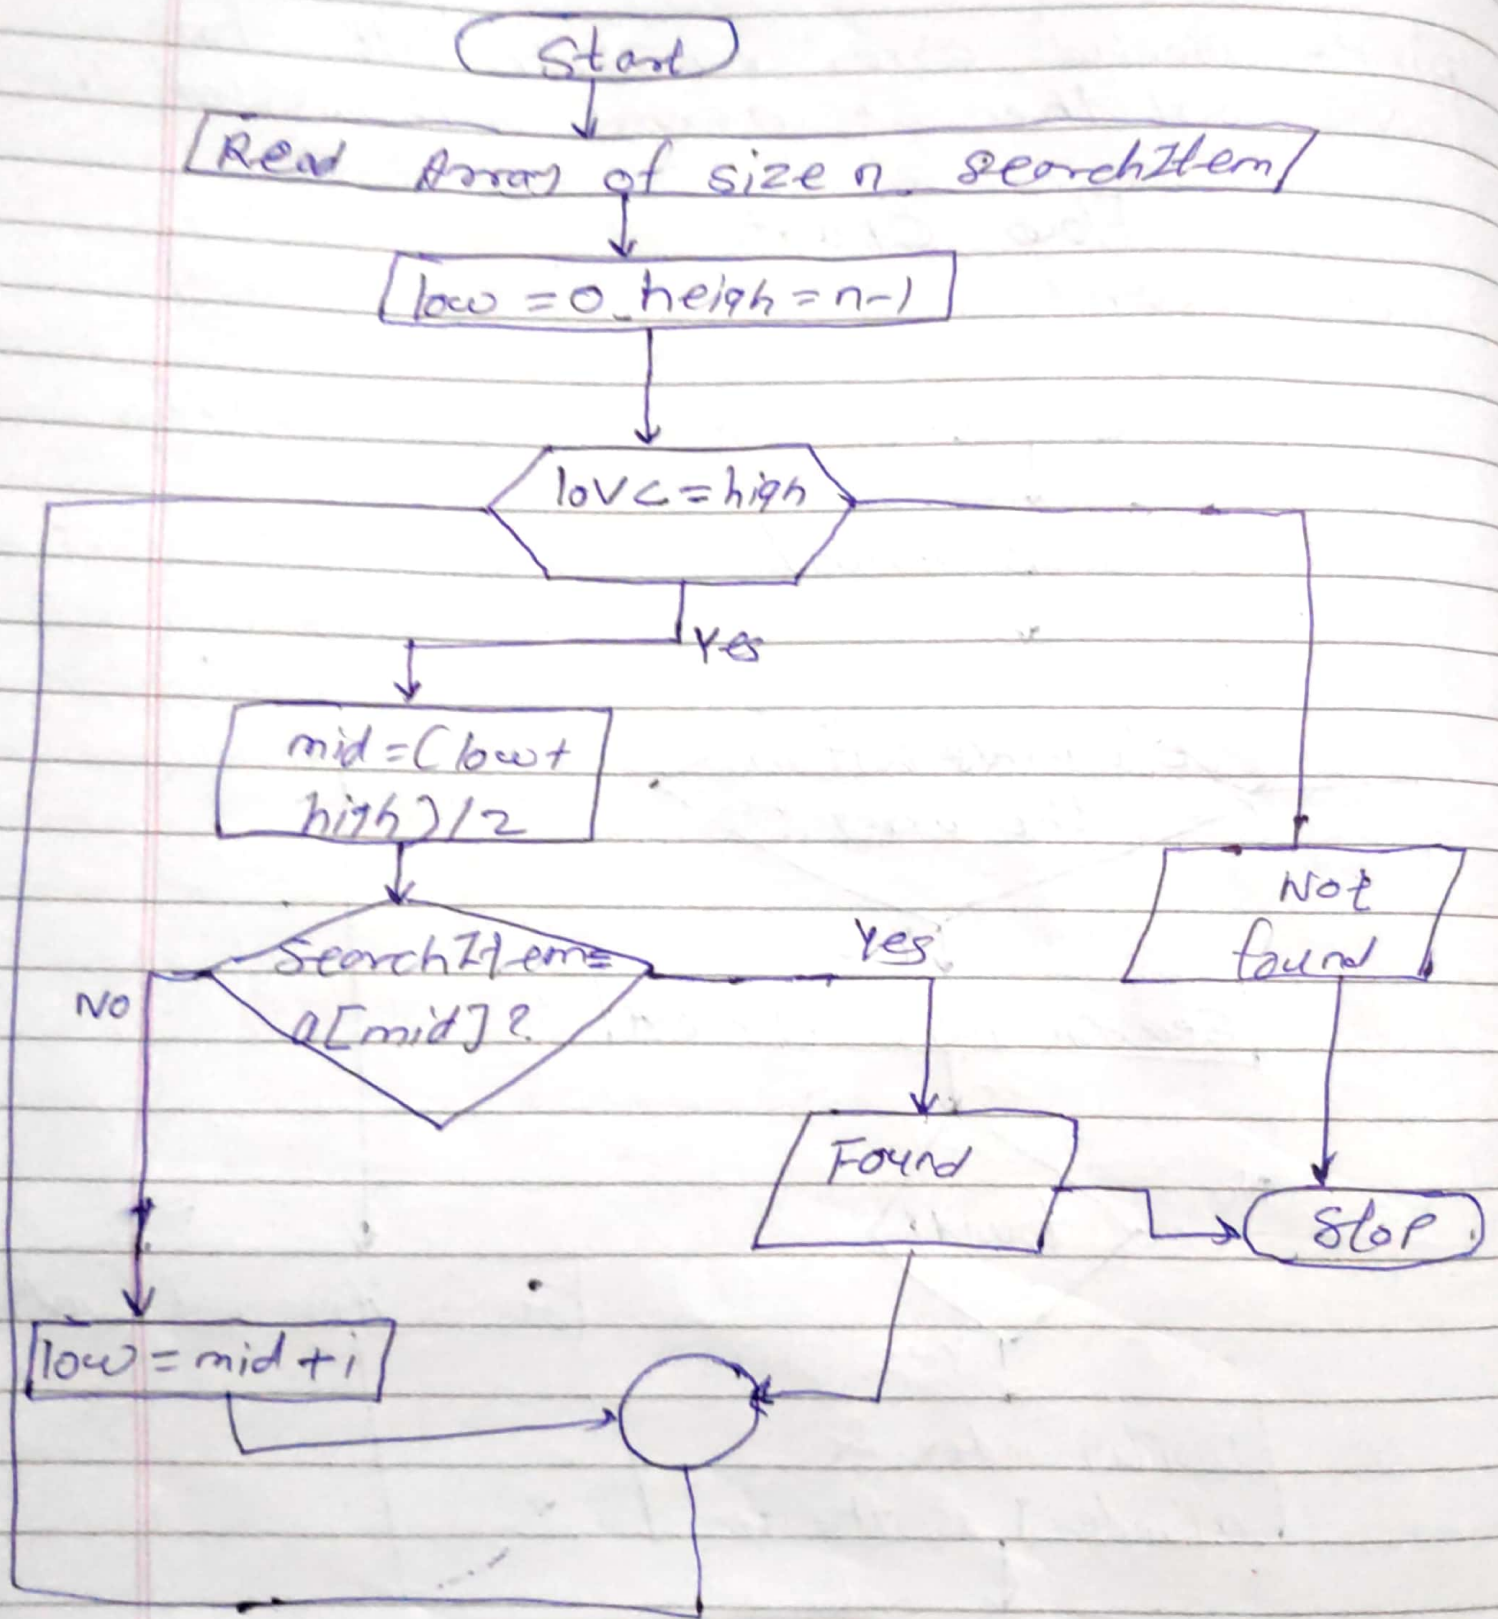 Start
Read Array of size n searchItem
low = 0 heigh = n-1
lov <= high
Yes
mid = (low +
high) / 2
SearchItem =
a[mid] ?
Yes
No
Not
found
Found
Stop
low = mid + i